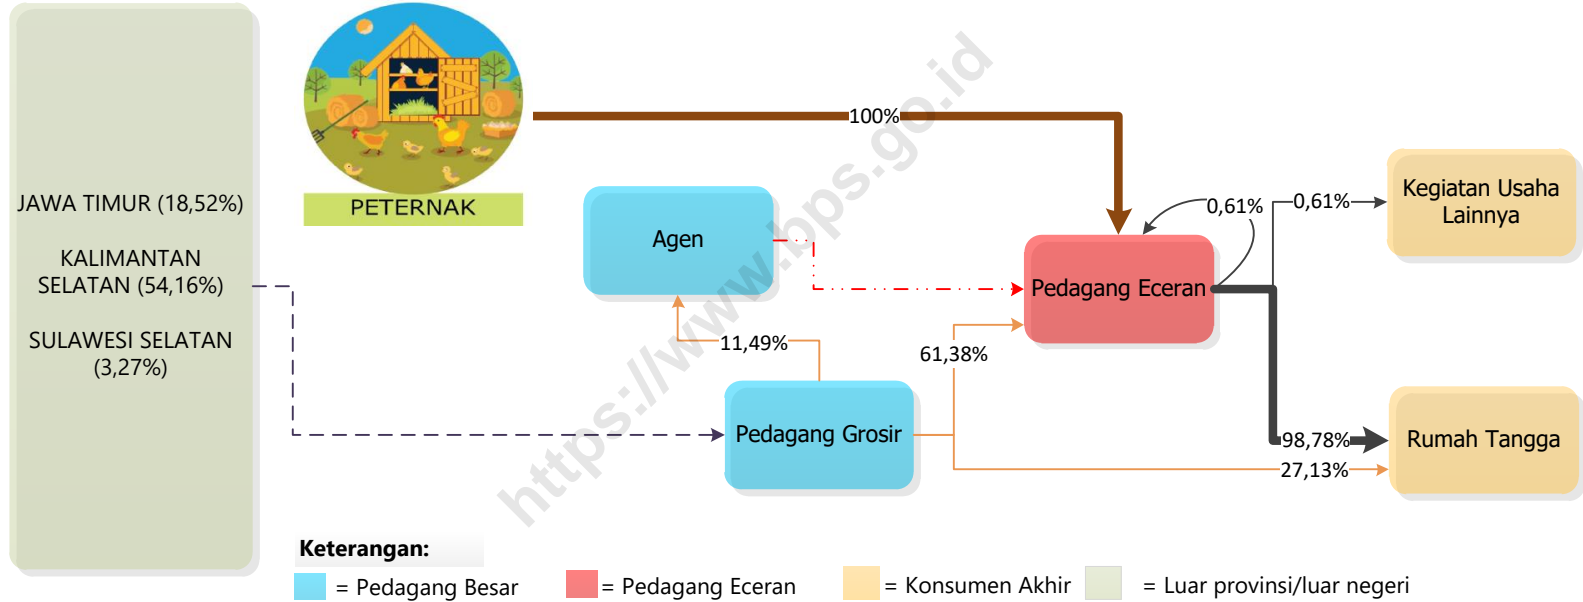 JAWA TIMUR (18,52%)
KALIMANTAN
SELATAN (54,16%)
SULAWESI SELATAN
(3,27%)
PETERNAK
100%
Agen
11,49%
Pedagang Grosir
61,38%
Pedagang Eceran
0,61%
0,61%
Kegiatan Usaha
Lainnya
98,78%
27,13%
Rumah Tangga
https://www.bps.go.id
Keterangan:
= Pedagang Besar
= Pedagang Eceran
= Konsumen Akhir
= Luar provinsi/luar negeri